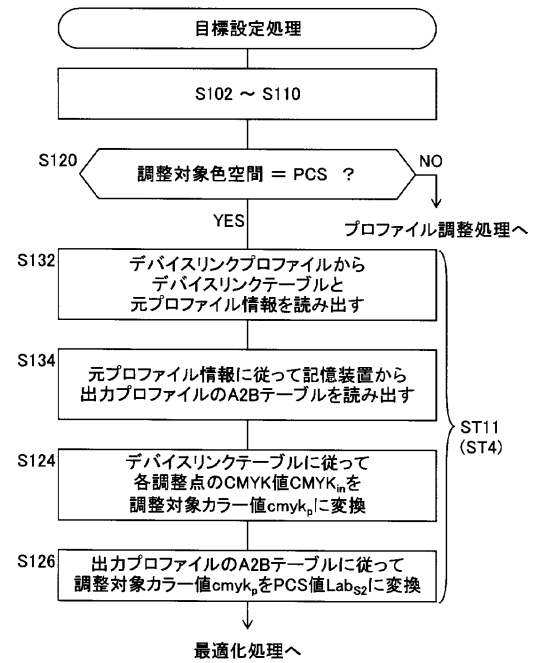 目標設定処理
S102 ～ S110
S120
調整対象色空間 ＝ PCS ？
NO
YES
プロファイル調整処理へ
S132
デバイスリンクプロファイルから
デバイスリンクテーブルと
元プロファイル情報を読み出す
S134
元プロファイル情報に従って記憶装置から
出力プロファイルのA2Bテーブルを読み出す
ST11
(ST4)
S124
デバイスリンクテーブルに従って
各調整点のCMYK値CMYKinを
調整対象カラー値cmykpに変換
S126
出力プロファイルのA2Bテーブルに従って
調整対象カラー値cmykpをPCS値LabS2に変換
最適化処理へ